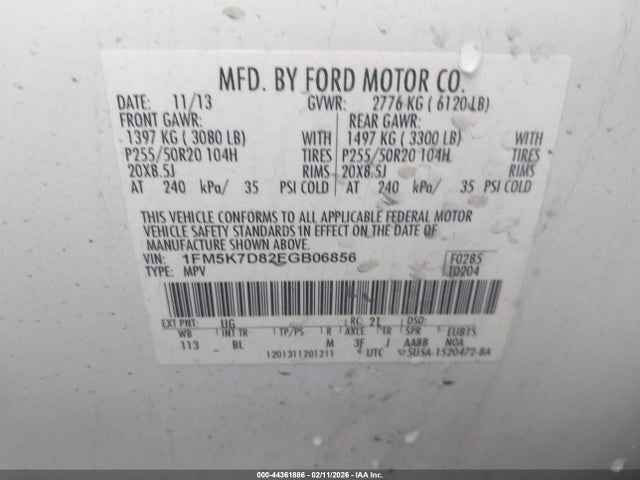 MFD. BY FORD MOTOR CO.
DATE: 11/13 GVWR: 2776 KG ( 6120 LB)
FRONT GAWR: REAR GAWR:
1397 KG ( 3080 LB) WITH 1497 KG ( 3300 LB) WITH
P255/50R20 104H TIRES P255/50R20 104H TIRES
20X8.5J RIMS 20X8.5J RIMS
AT 240 kPa/ 35 PSI COLD AT 240 kPa/ 35 PSI COLD
THIS VEHICLE CONFORMS TO ALL APPLICABLE FEDERAL MOTOR
VEHICLE SAFETY STANDARDS IN EFFECT ON THE DATE OF
MANUFACTURE SHOWN ABOVE.
VIN: 1FM5K7D82EGB06856 F0285
TYPE: MPV T0204
EXT PNT: UG RC: 21 DSO:
WB INT TR TP/PS R AXLE TR SPR EUBTS
113 BL M 3F J AABB NOA
1201311201211 UTC 5U5A-1520472-BA
000-44361886 - 02/11/2026 - ©2026 IAA, Inc.